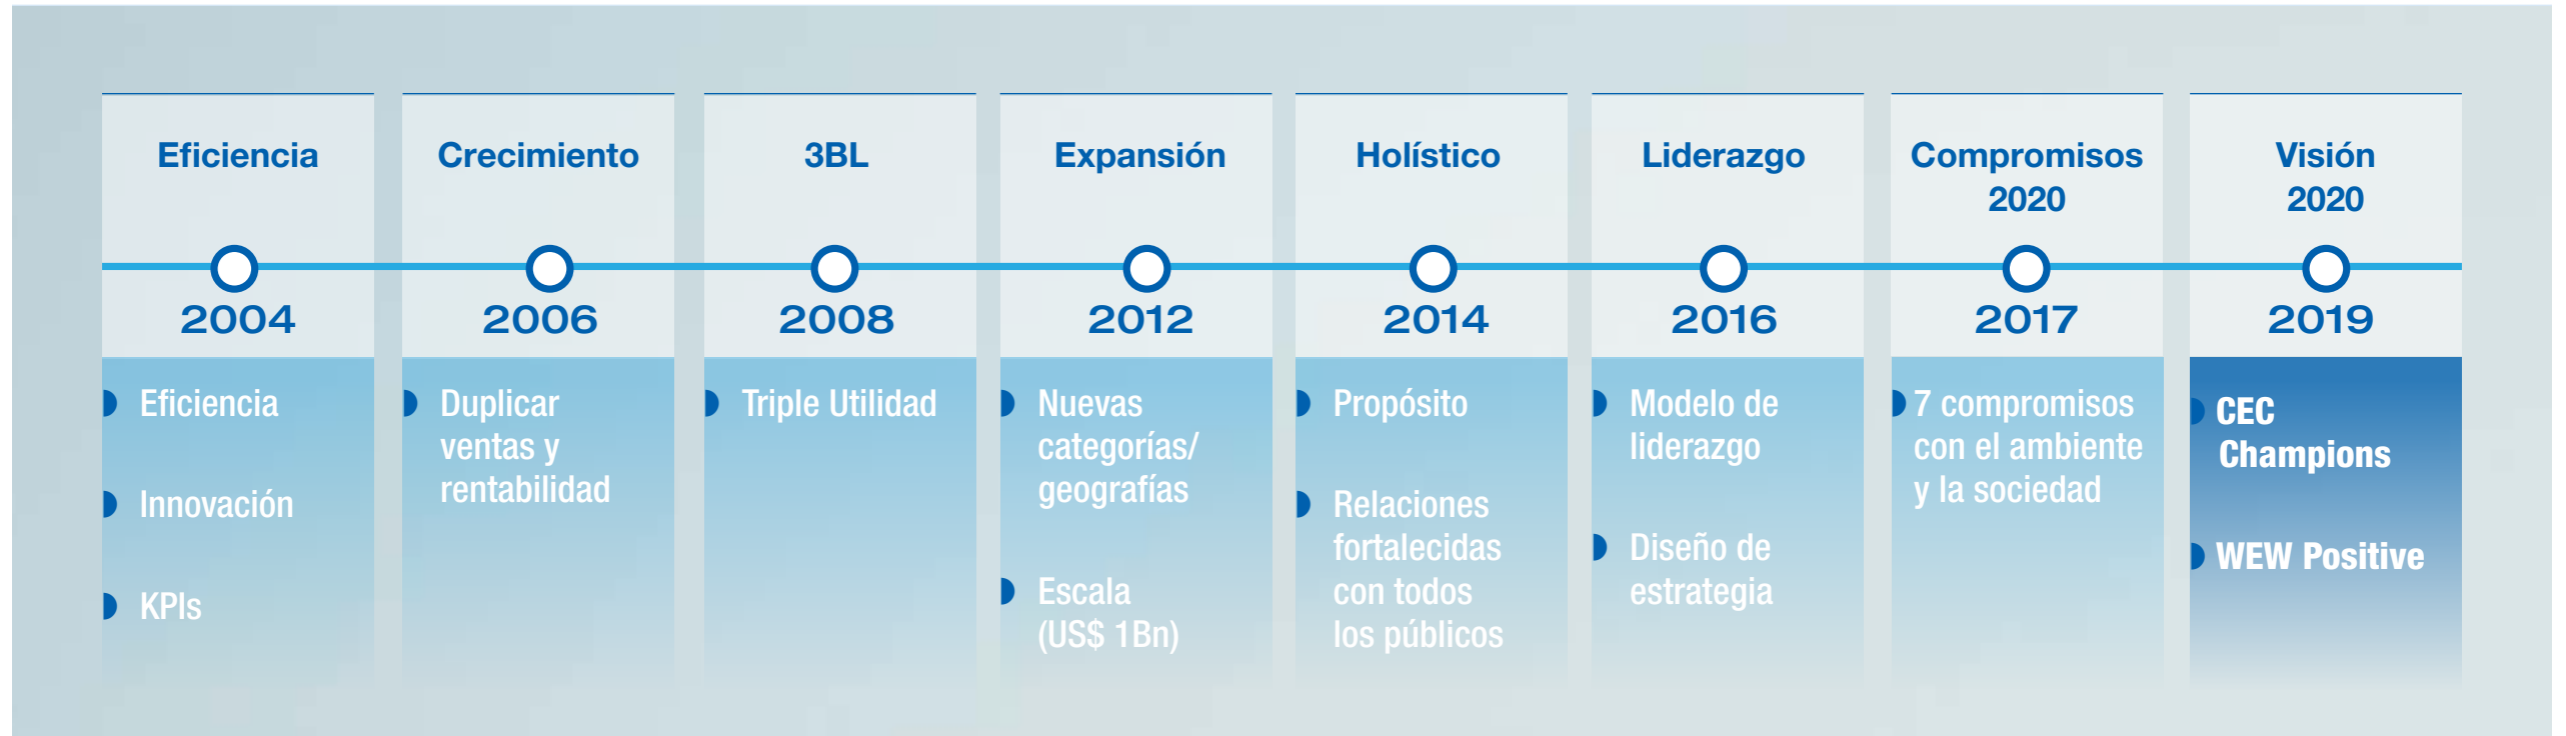 Eficiencia
2004
Eficiencia
Innovación
KPIs
Crecimiento
2006
Duplicar
ventas y
rentabilidad
3BL
2008
Triple Utilidad
Expansión
2012
Nuevas
categorías/
geografías
Escala
(US$ 1Bn)
Holístico
2014
Propósito
Relaciones
fortalecidas
con todos
los públicos
Liderazgo
2016
Modelo de
liderazgo
Diseño de
estrategia
Compromisos
2020
2017
7 compromisos
con el ambiente
y la sociedad
Visión
2020
2019
CEC
Champions
WEW Positive